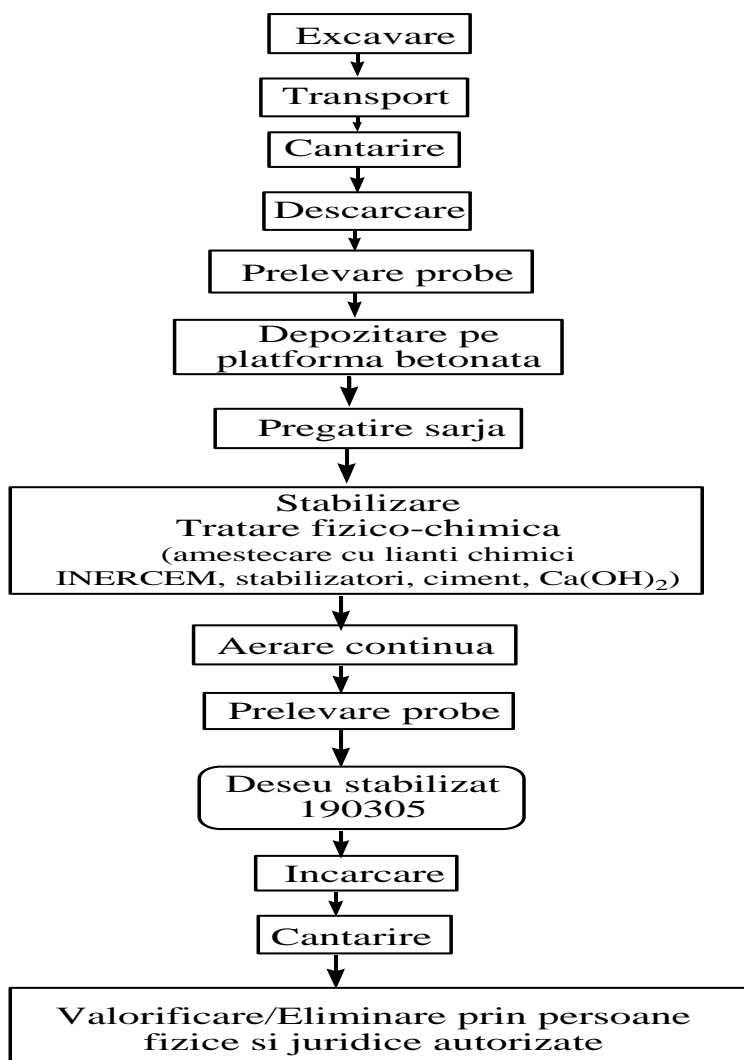 Excavare
Transport
Cantarire
Descarcare
Prelevare probe
Depozitare pe
platforma betonata
Pregatire sarja
Stabilizare
Tratare fizico-chimica
(amestecare cu lianti chimici
INERCEM, stabilizatori, ciment, Ca(OH)₂)
Aerare continua
Prelevare probe
Deseu stabilizat
190305
Incarcare
Cantarire
Valorificare/Eliminare prin persoane
fizice si juridice autorizate